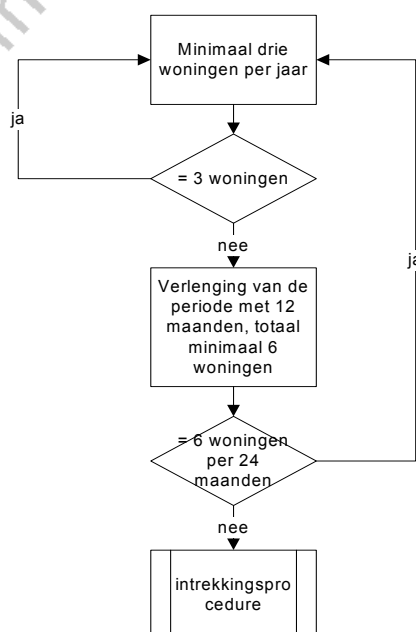 Minimaal drie
woningen per jaar
ja
= 3 woningen
nee
ja
Verlenging van de
periode met 12
maanden, totaal
minimaal 6
woningen
= 6 woningen
per 24
maanden
nee
intrekkingspro
cedure